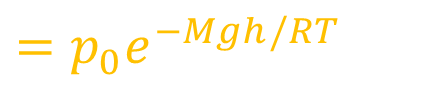 = p₀e^{−Mgh/RT}